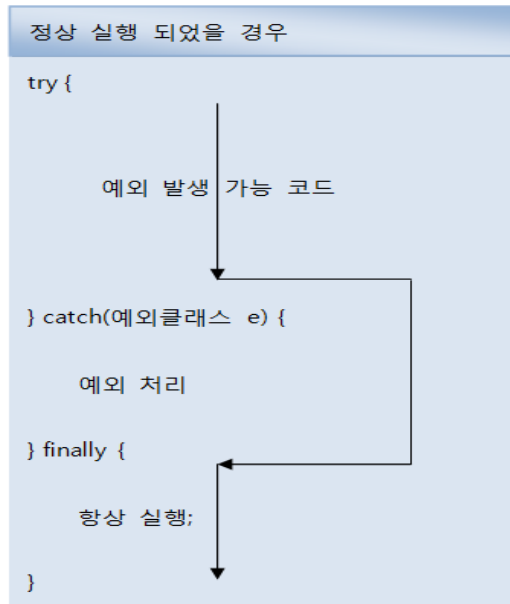 정상 실행 되었을 경우
try {
예외 발생 가능 코드
} catch(예외클래스 e) {
예외 처리
} finally {
항상 실행;
}